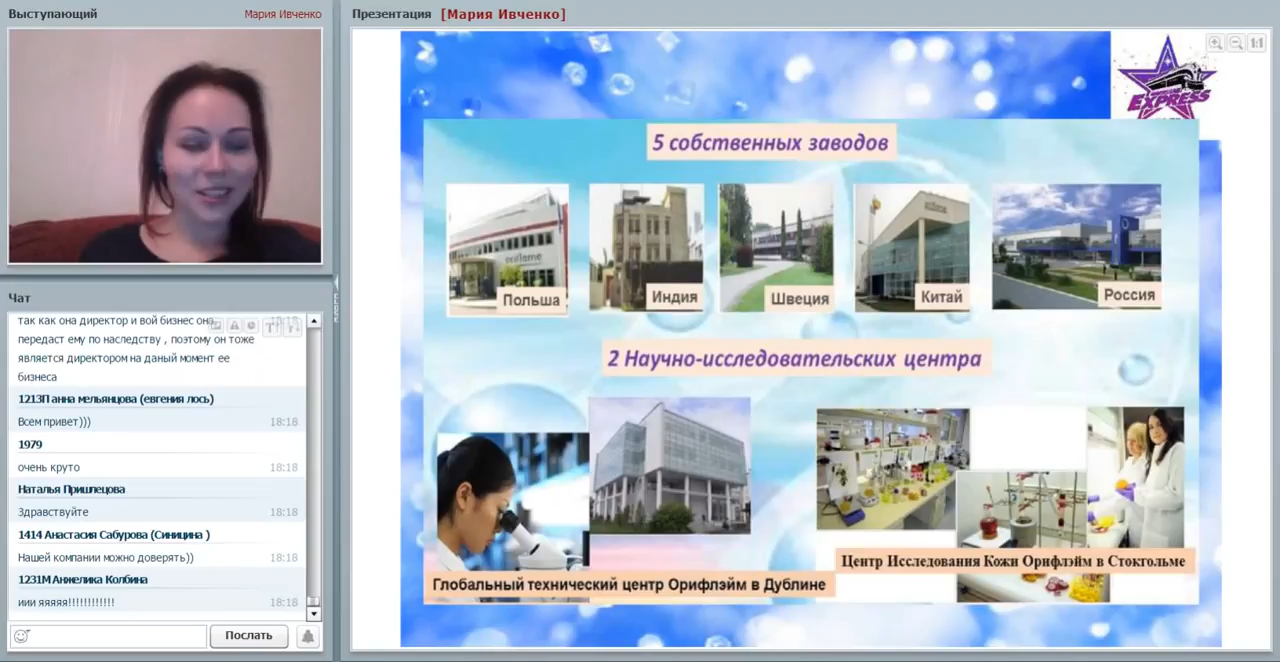 Выступающий
Мария Ивченко
Чат
так как она директор и вой бизнес она
передаст ему по наследству , поэтому он тоже
является директором на даный момент ее
бизнеса
1213П анна мельянцова (евгения лось)
Всем привет)))
18:18
1979
очень круто
18:18
Наталья Пришлецова
Здравствуйте
18:18
1414 Анастасия Сабурова (Синицина )
Нашей компании можно доверять))
18:18
1231М Анжелика Колбина
иии яяяяя!!!!!!!!!!!!
18:18
Послать
Презентация [Мария Ивченко]
1:1
EXPRESS
5 собственных заводов
oriflame
Польша
Индия
Швеция
Китай
Россия
2 Научно-исследовательских центра
Глобальный технический центр Орифлэйм в Дублине
Центр Исследования Кожи Орифлэйм в Стокгольме